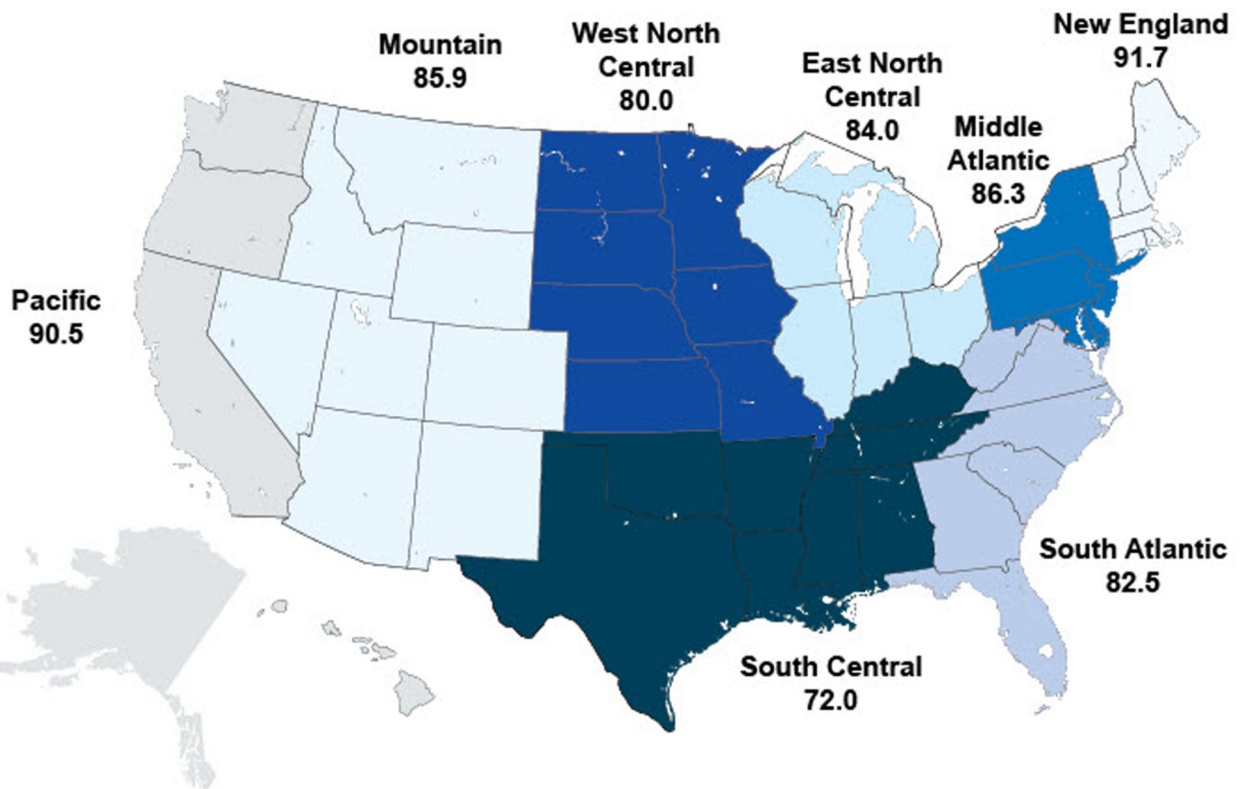 Mountain
85.9
West North
Central
80.0
East North
Central
84.0
New England
91.7
Middle
Atlantic
86.3
Pacific
90.5
South Atlantic
82.5
South Central
72.0